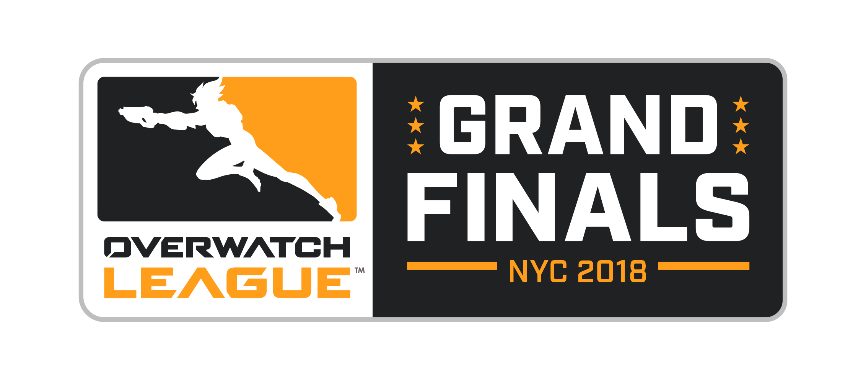 OVERWATCH
LEAGUE™
GRAND
FINALS
NYC 2018